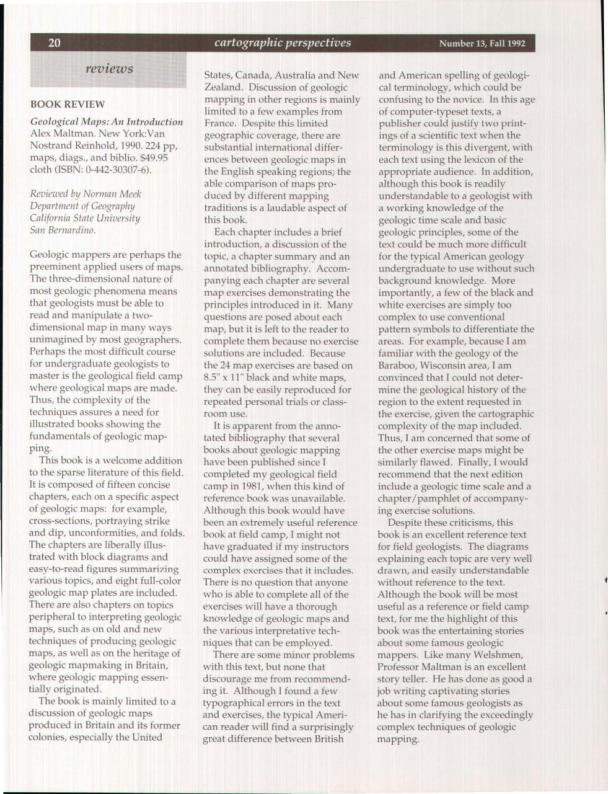 20
cartographic perspectives
Number 13, Fall 1992
reviews
BOOK REVIEW
Geological Maps: An Introduction
Alex Maltman. New York:Van
Nostrand Reinhold, 1990. 224 pp,
maps, diags., and biblio. $49.95
cloth (ISBN: 0-442-30307-6).
Reviewed by Norman Meek
Department of Geography
California State University
San Bernardino.
Geologic mappers are perhaps the
preeminent applied users of maps.
The three-dimensional nature of
most geologic phenomena means
that geologists must be able to
read and manipulate a two-
dimensional map in many ways
unimagined by most geographers.
Perhaps the most difficult course
for undergraduate geologists to
master is the geological field camp
where geological maps are made.
Thus, the complexity of the
techniques assures a need for
illustrated books showing the
fundamentals of geologic map-
ping.
This book is a welcome addition
to the sparse literature of this field.
It is composed of fifteen concise
chapters, each on a specific aspect
of geologic maps: for example,
cross-sections, portraying strike
and dip, unconformities, and folds.
The chapters are liberally illus-
trated with block diagrams and
easy-to-read figures summarizing
various topics, and eight full-color
geologic map plates are included.
There are also chapters on topics
peripheral to interpreting geologic
maps, such as on old and new
techniques of producing geologic
maps, as well as on the heritage of
geologic mapmaking in Britain,
where geologic mapping essen-
tially originated.
The book is mainly limited to a
discussion of geologic maps
produced in Britain and its former
colonies, especially the United
States, Canada, Australia and New
Zealand. Discussion of geologic
mapping in other regions is mainly
limited to a few examples from
France. Despite this limited
geographic coverage, there are
substantial international differ-
ences between geologic maps in
the English speaking regions; the
able comparison of maps pro-
duced by different mapping
traditions is a laudable aspect of
this book.
Each chapter includes a brief
introduction, a discussion of the
topic, a chapter summary and an
annotated bibliography. Accom-
panying each chapter are several
map exercises demonstrating the
principles introduced in it. Many
questions are posed about each
map, but it is left to the reader to
complete them because no exercise
solutions are included. Because
the 24 map exercises are based on
8.5" x 11" black and white maps,
they can be easily reproduced for
repeated personal trials or class-
room use.
It is apparent from the anno-
tated bibliography that several
books about geologic mapping
have been published since I
completed my geological field
camp in 1981, when this kind of
reference book was unavailable.
Although this book would have
been an extremely useful reference
book at field camp, I might not
have graduated if my instructors
could have assigned some of the
complex exercises that it includes.
There is no question that anyone
who is able to complete all of the
exercises will have a thorough
knowledge of geologic maps and
the various interpretative tech-
niques that can be employed.
There are some minor problems
with this text, but none that
discourage me from recommend-
ing it. Although I found a few
typographical errors in the text
and exercises, the typical Ameri-
can reader will find a surprisingly
great difference between British
and American spelling of geologi-
cal terminology, which could be
confusing to the novice. In this age
of computer-typeset texts, a
publisher could justify two print-
ings of a scientific text when the
terminology is this divergent, with
each text using the lexicon of the
appropriate audience. In addition,
although this book is readily
understandable to a geologist with
a working knowledge of the
geologic time scale and basic
geologic principles, some of the
text could be much more difficult
for the typical American geology
undergraduate to use without such
background knowledge. More
importantly, a few of the black and
white exercises are simply too
complex to use conventional
pattern symbols to differentiate the
areas. For example, because I am
familiar with the geology of the
Baraboo, Wisconsin area, I am
convinced that I could not deter-
mine the geological history of the
region to the extent requested in
the exercise, given the cartographic
complexity of the map included.
Thus, I am concerned that some of
the other exercise maps might be
similarly flawed. Finally, I would
recommend that the next edition
include a geologic time scale and a
chapter/pamphlet of accompany-
ing exercise solutions.
Despite these criticisms, this
book is an excellent reference text
for field geologists. The diagrams
explaining each topic are very well
drawn, and easily understandable
without reference to the text.
Although the book will be most
useful as a reference or field camp
text, for me the highlight of this
book was the entertaining stories
about some famous geologic
mappers. Like many Welshmen,
Professor Maltman is an excellent
story teller. He has done as good a
job writing captivating stories
about some famous geologists as
he has in clarifying the exceedingly
complex techniques of geologic
mapping.